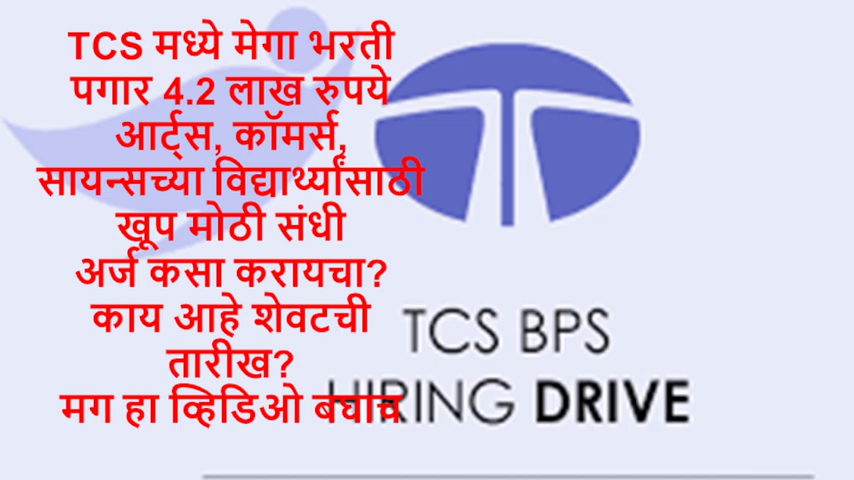 TCS मध्ये मेगा भरती
पगार 4.2 लाख रुपये
आर्ट्स, कॉमर्स,
सायन्सच्या विद्यार्थ्यांसाठी
खूप मोठी संधी
अर्ज कसा करायचा?
काय आहे शेवटची
तारीख?
मग हा व्हिडिओ बघाच
TCS BPS
HIRING DRIVE